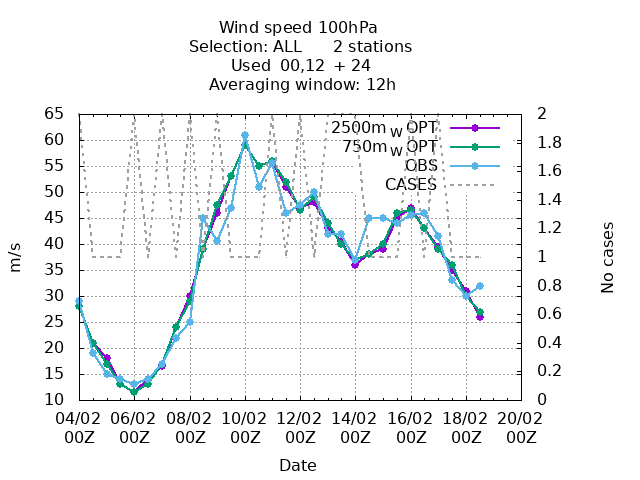 Wind speed 100hPa
Selection: ALL 2 stations
Used 00,12 + 24
Averaging window: 12h
65 2
60 1.8
55 1.6
50 1.4
45 1.2
40 1
35 0.8
30 0.6
25 0.4
20 0.2
15 0
10
2500m W OPT
750m W OPT
OBS
CASES
m/s
No cases
04/02 06/02 08/02 10/02 12/02 14/02 16/02 18/02 20/02
00Z 00Z 00Z 00Z 00Z 00Z 00Z 00Z 00Z
Date